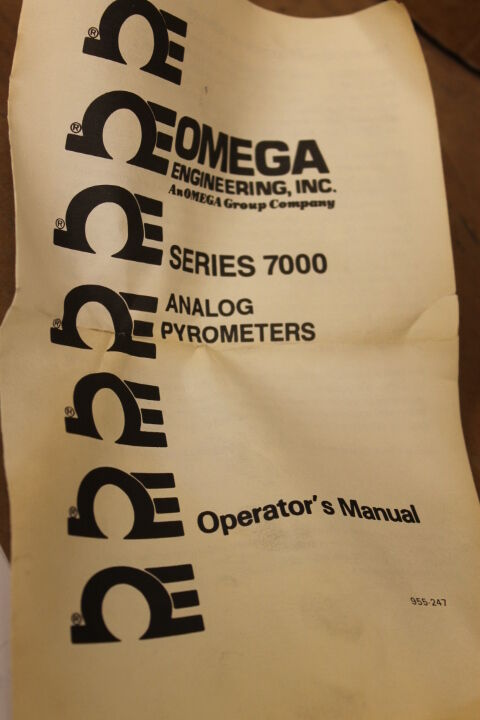 ®
®
OMEGA
ENGINEERING, INC.
An OMEGA Group Company
®
SERIES 7000
®
ANALOG
PYROMETERS
®
®
Operator's Manual
955-247
®